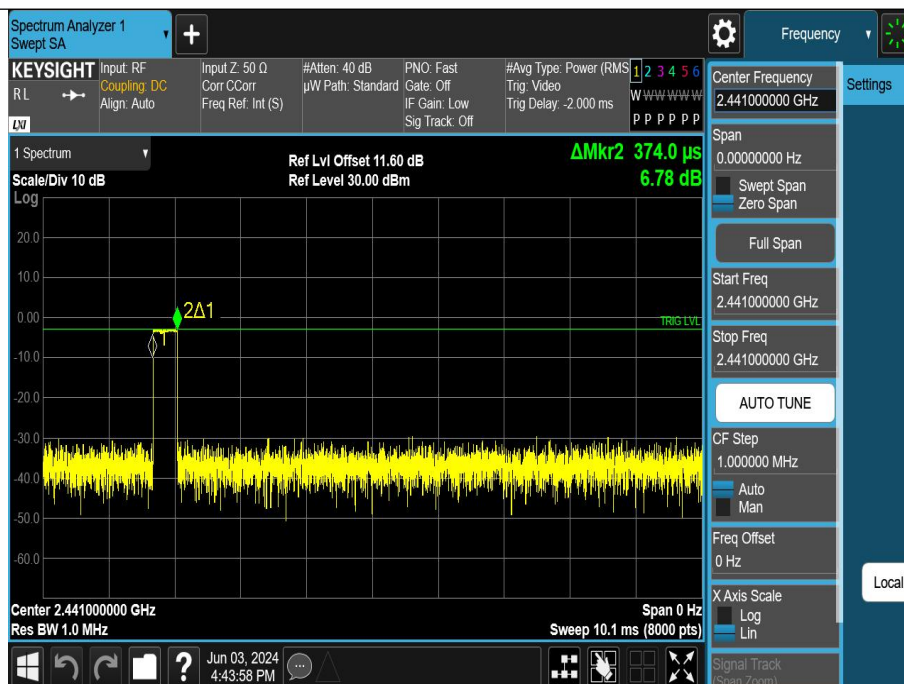 Spectrum Analyzer 1
Swept SA
Frequency
KEYSIGHT
R L
LXI
Input: RF
Coupling: DC
Align: Auto
Input Z: 50 Ω
Corr CCorr
Freq Ref: Int (S)
#Atten: 40 dB
µW Path: Standard
PNO: Fast
Gate: Off
IF Gain: Low
Sig Track: Off
#Avg Type: Power (RMS
Trig: Video
Trig Delay: -2.000 ms
1 2 3 4 5 6
W W W W W W
P P P P P P
Center Frequency
2.441000000 GHz
Settings
1 Spectrum
Scale/Div 10 dB
Ref Lvl Offset 11.60 dB
Ref Level 30.00 dBm
ΔMkr2 374.0 µs
6.78 dB
Log
20.0
10.0
0.00
-10.0
-20.0
-30.0
-40.0
-50.0
-60.0
2Δ1
1
TRIG LVL
Span
0.00000000 Hz
Swept Span
Zero Span
Full Span
Start Freq
2.441000000 GHz
Stop Freq
2.441000000 GHz
AUTO TUNE
CF Step
1.000000 MHz
Auto
Man
Freq Offset
0 Hz
X Axis Scale
Log
Lin
Signal Track
(Span Zoom)
Local
Center 2.441000000 GHz
Res BW 1.0 MHz
Span 0 Hz
Sweep 10.1 ms (8000 pts)
?
Jun 03, 2024
4:43:58 PM